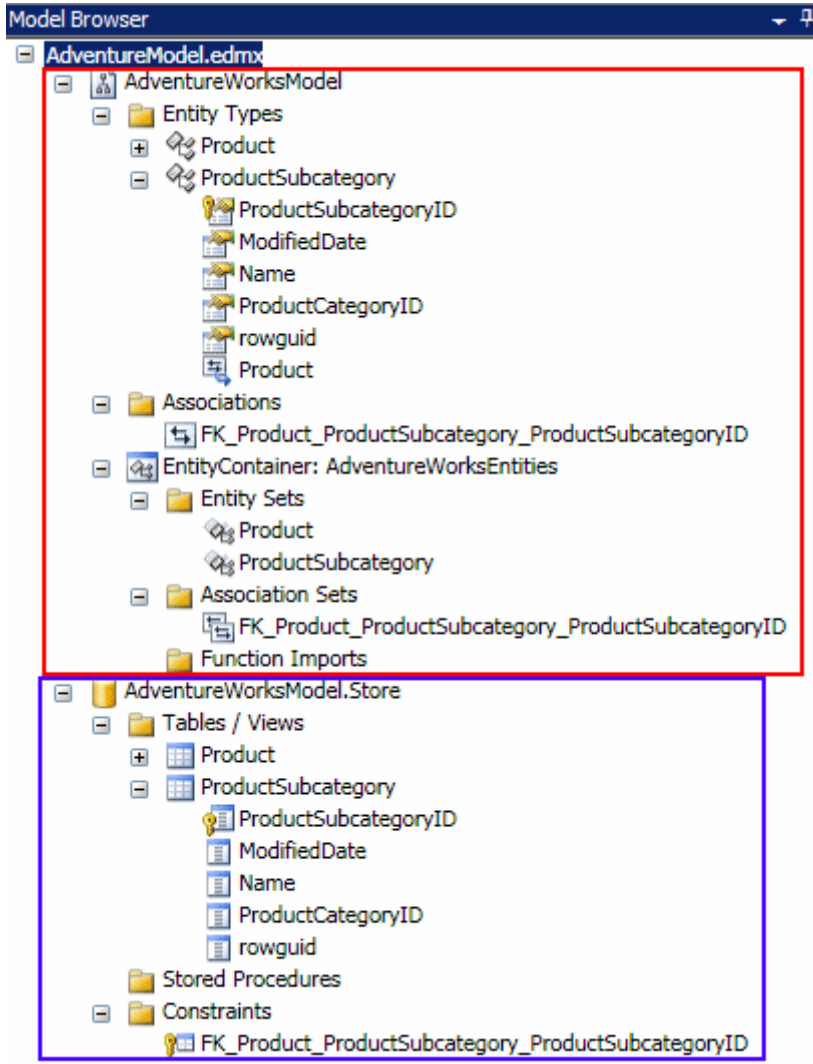 Model Browser
AdventureModel.edmx
AdventureWorksModel
Entity Types
Product
ProductSubcategory
ProductSubcategoryID
ModifiedDate
Name
ProductCategoryID
rowguid
Product
Associations
FK_Product_ProductSubcategory_ProductSubcategoryID
EntityContainer: AdventureWorksEntities
Entity Sets
Product
ProductSubcategory
Association Sets
FK_Product_ProductSubcategory_ProductSubcategoryID
Function Imports
AdventureWorksModel.Store
Tables / Views
Product
ProductSubcategory
ProductSubcategoryID
ModifiedDate
Name
ProductCategoryID
rowguid
Stored Procedures
Constraints
FK_Product_ProductSubcategory_ProductSubcategoryID